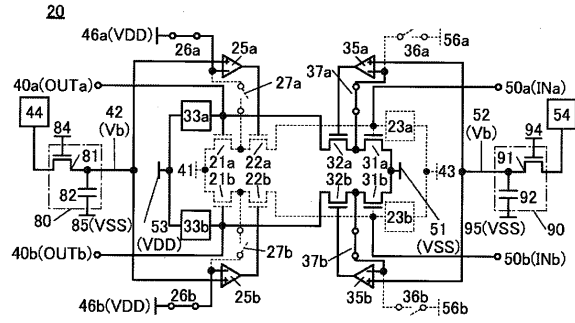 20
46a(VDD) 25a 35a 56a
26a 36a
40a(OUTa) 27a 37a 50a(INa)
44 42 (Vb) 33a 23a 52 (Vb) 54
84 81 21a 22a 32a 31a 43 91 94
41 21b 22b 32b 31b
82 92
80 85(VSS) 53 (VDD) 33b 23b 51 (VSS) 95(VSS) 90
40b(OUTb) 27b 37b 50b(INb)
46b(VDD) 26b 25b 35b 36b 56b